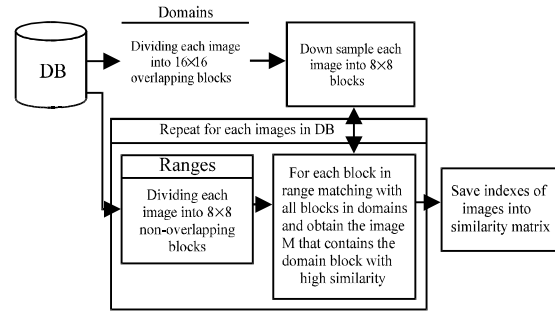 Domains
DB
Dividing each image
into 16×16
overlapping blocks
Down sample each
image into 8×8
blocks
Repeat for each images in DB
Ranges
Dividing each
image into 8×8
non-overlapping
blocks
For each block in
range matching with
all blocks in domains
and obtain the image
M that contains the
domain block with
high similarity
Save indexes of
images into
similarity matrix